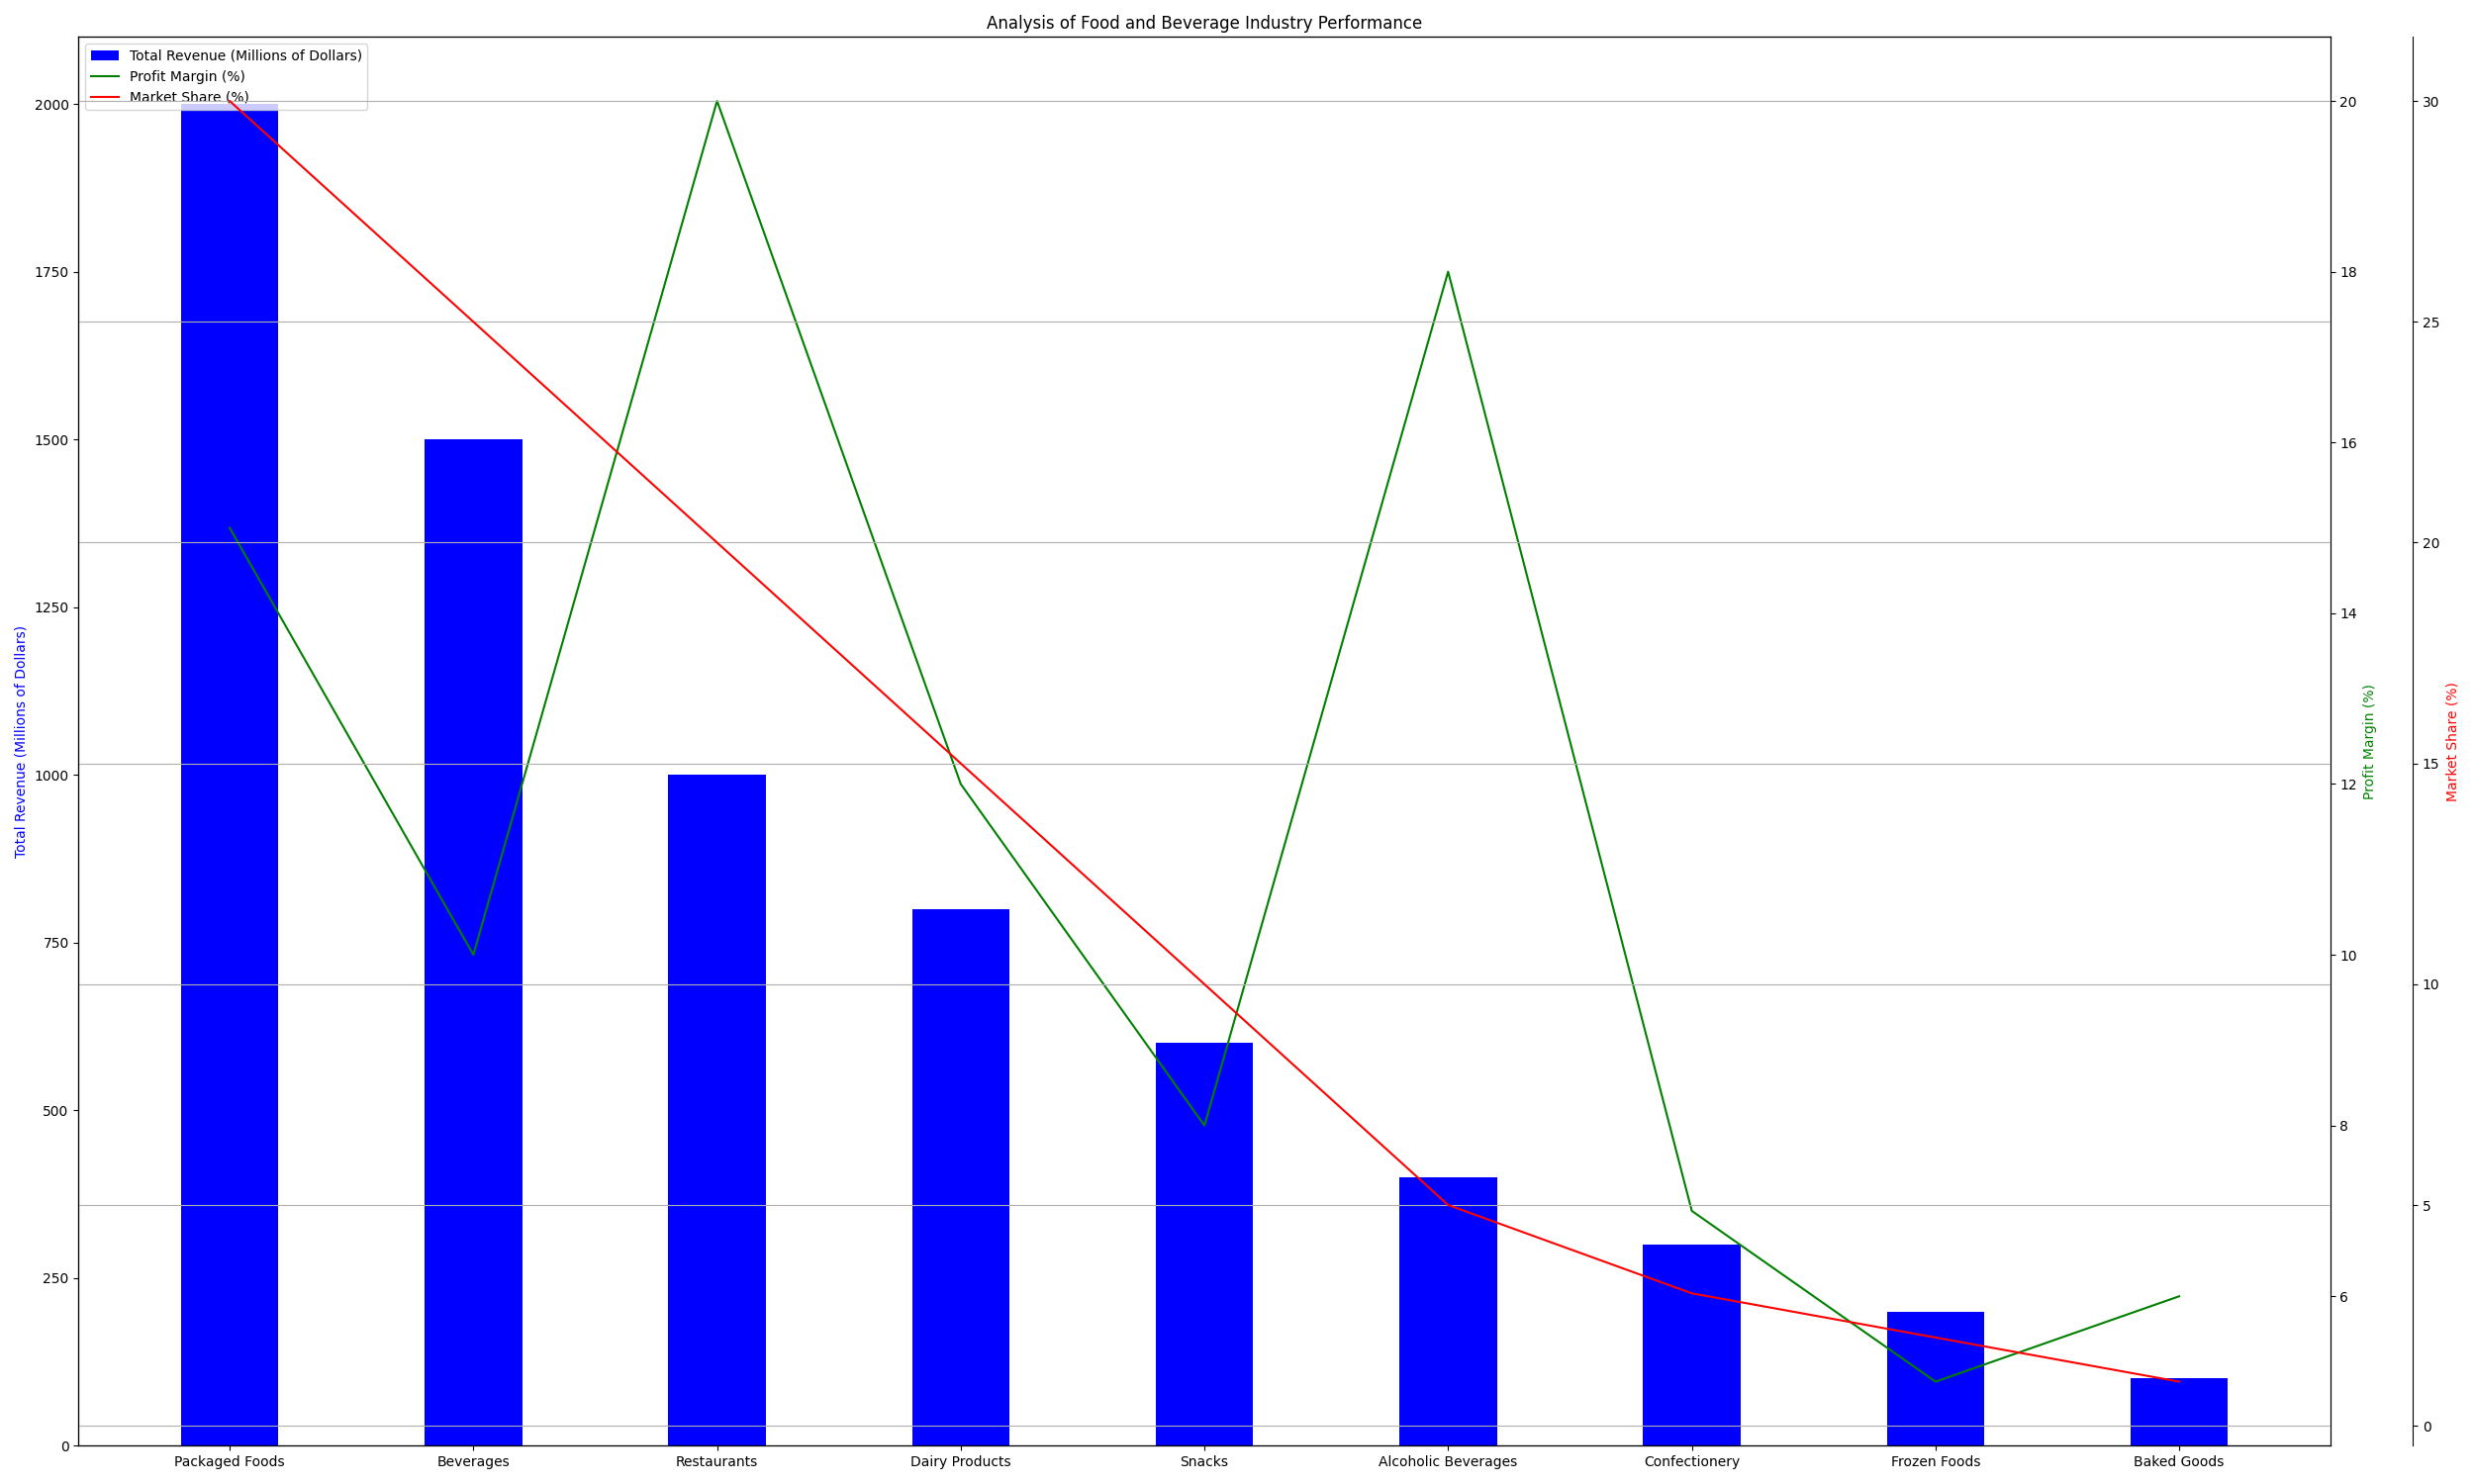 Analysis of Food and Beverage Industry Performance
Total Revenue (Millions of Dollars)
Profit Margin (%)
Market Share (%)
2000
1750
1500
1250
1000
750
500
250
0
Total Revenue (Millions of Dollars)
Packaged Foods
Beverages
Restaurants
Dairy Products
Snacks
Alcoholic Beverages
Confectionery
Frozen Foods
Baked Goods
20
18
16
14
12
10
8
6
Profit Margin (%)
30
25
20
15
10
5
0
Market Share (%)